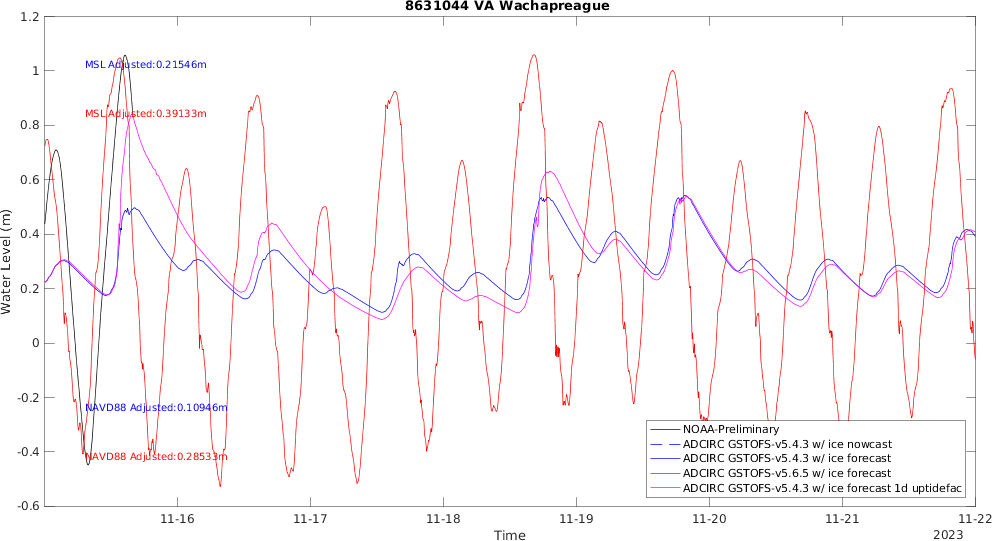 8631044 VA Wachapreague
1.2
1
0.8
0.6
0.4
0.2
0
-0.2
-0.4
-0.6
Water Level (m)
MSL Adjusted:0.21546m
MSL Adjusted:0.39133m
NAVD88 Adjusted:0.10946m
NAVD88 Adjusted:0.28533m
NOAA-Preliminary
ADCIRC GSTOFS-v5.4.3 w/ ice nowcast
ADCIRC GSTOFS-v5.4.3 w/ ice forecast
ADCIRC GSTOFS-v5.6.5 w/ ice forecast
ADCIRC GSTOFS-v5.4.3 w/ ice forecast 1d uptidefac
11-16 11-17 11-18 11-19 11-20 11-21 11-22
Time
2023